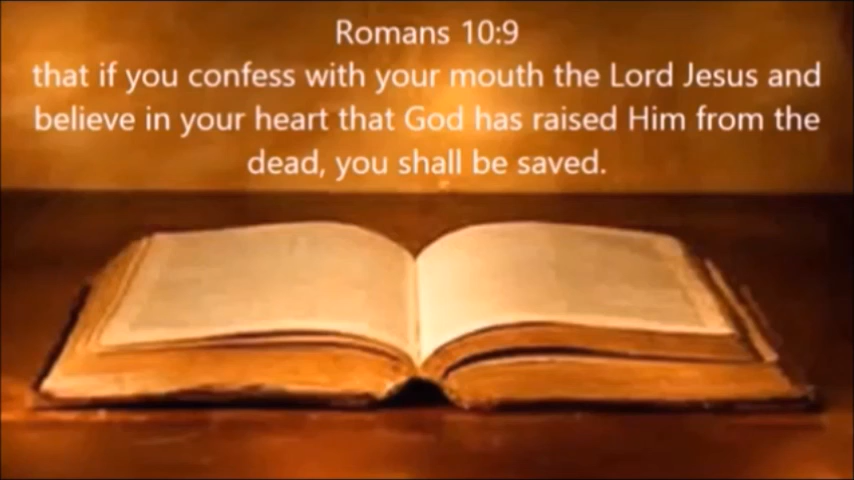 Romans 10:9
that if you confess with your mouth the Lord Jesus and
believe in your heart that God has raised Him from the
dead, you shall be saved.